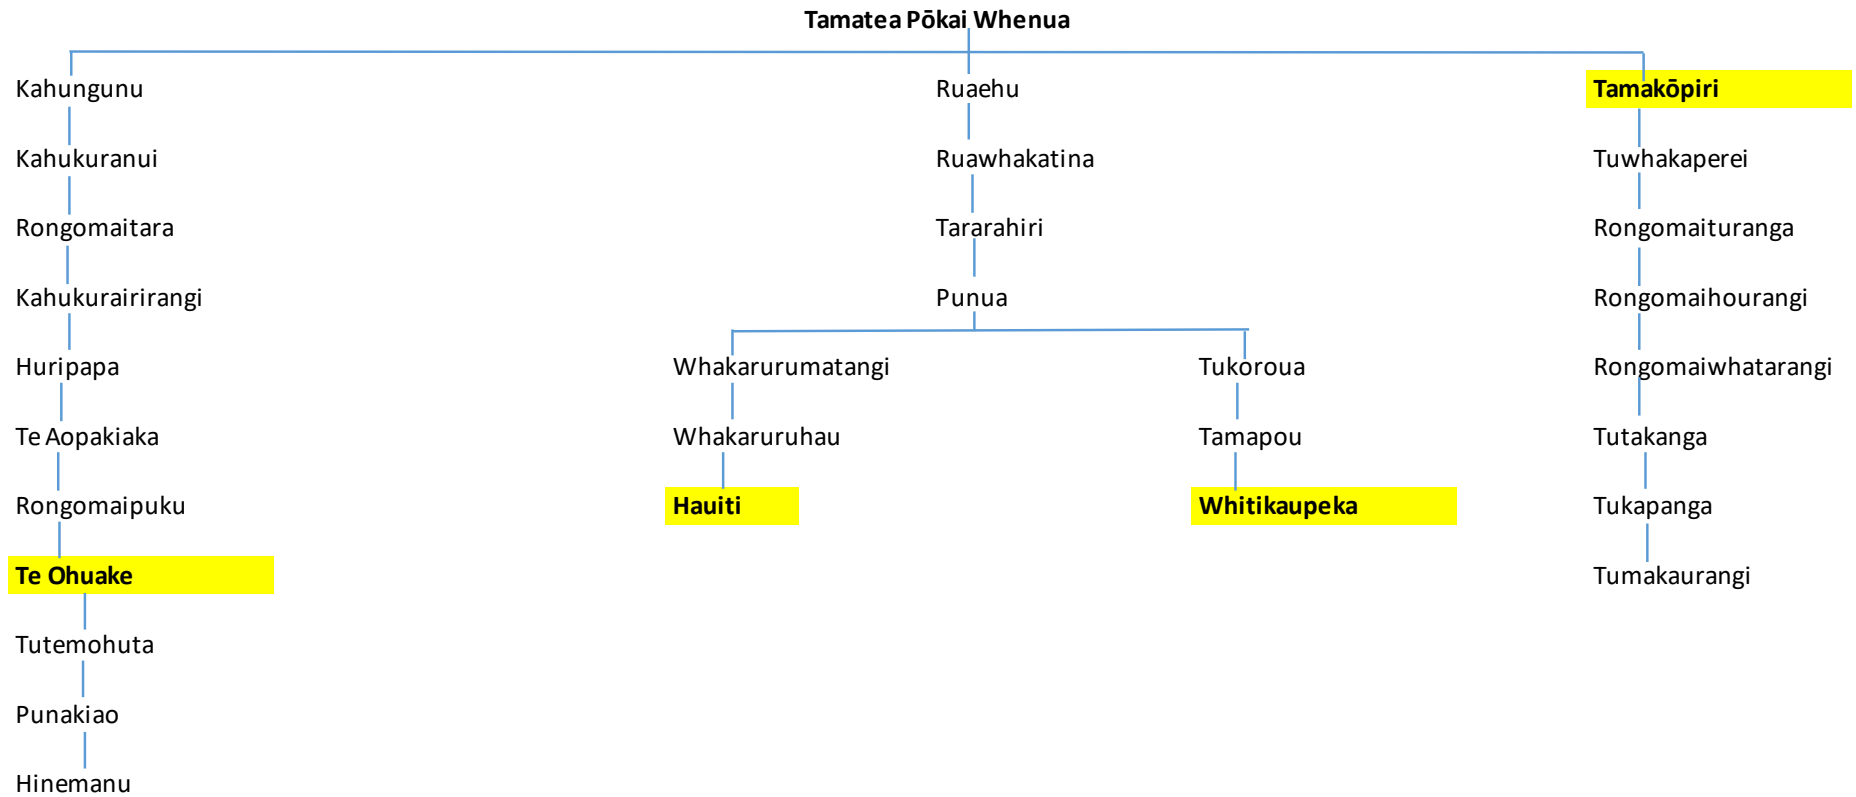 Tamatea Pōkai Whenua
Kahungunu Ruaehu Tamakōpiri
Kahukuranui Ruawhakatina Tuwhakaperei
Rongomaitara Tararahiri Rongomaituranga
Kahukurairirangi Punua Rongomaihourangi
Huripapa Whakarurumatangi Tukoroua Rongomaiwhatarangi
Te Aopakiaka Whakaruruhau Tamapou Tutakanga
Rongomaipuku Hauiti Whitikaupeka Tukapanga
Te Ohuake Tumakaurangi
Tutemohuta
Punakiao
Hinemanu